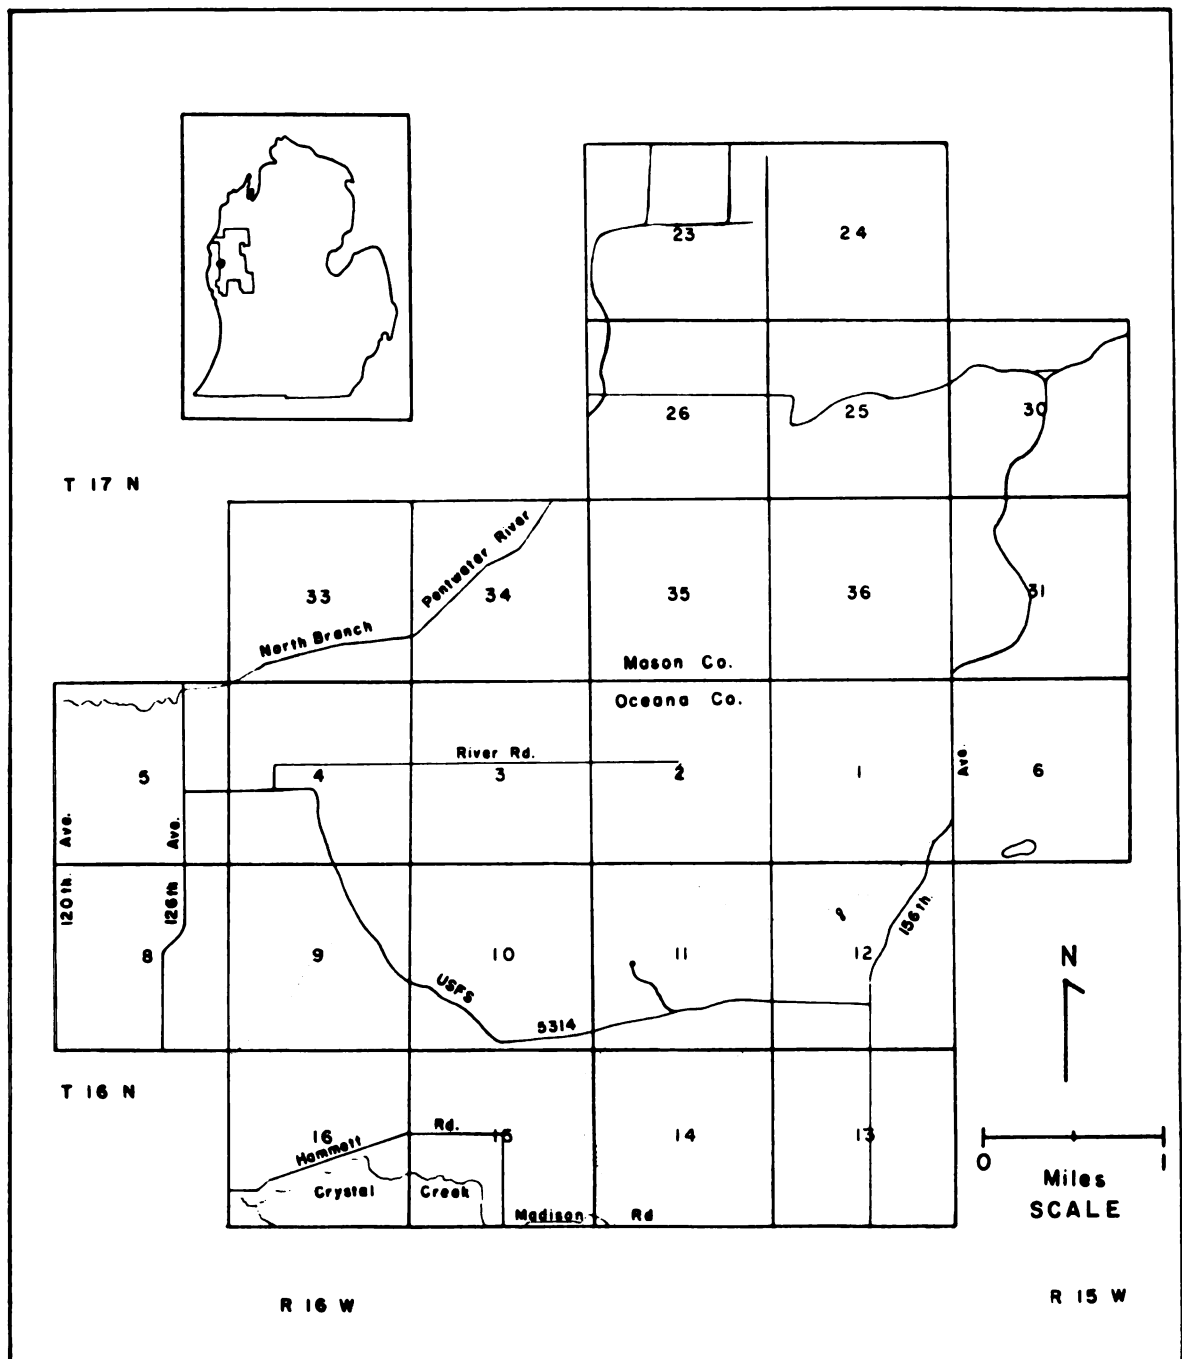 23
24
26
25
30
T 17 N
33
34
35
36
31
North Branch
Pentwater River
Mason Co.
Oceana Co.
River Rd.
5
4
3
2
1
6
Ave.
Ave.
Ave.
120th.
126th
156th.
8
9
10
11
12
USFS
5314
N
T 16 N
16
15
14
13
Hammett
Rd.
Crystal Creek
Madison Rd
0 1
Miles
SCALE
R 16 W
R 15 W